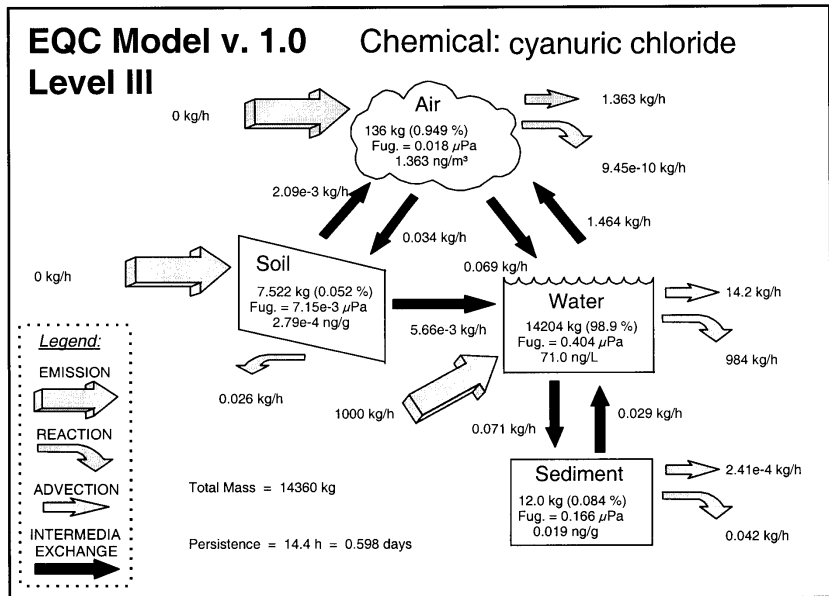 EQC Model v. 1.0
Level III
Chemical: cyanuric chloride
0 kg/h
Air
136 kg (0.949 %)
Fug. = 0.018 µPa
1.363 ng/m³
1.363 kg/h
9.45e-10 kg/h
2.09e-3 kg/h
0.034 kg/h
0.069 kg/h
1.464 kg/h
0 kg/h
Soil
7.522 kg (0.052 %)
Fug. = 7.15e-3 µPa
2.79e-4 ng/g
5.66e-3 kg/h
0.026 kg/h
Water
14204 kg (98.9 %)
Fug. = 0.404 µPa
71.0 ng/L
14.2 kg/h
984 kg/h
1000 kg/h
0.071 kg/h
0.029 kg/h
Sediment
12.0 kg (0.084 %)
Fug. = 0.166 µPa
0.019 ng/g
2.41e-4 kg/h
0.042 kg/h
Legend:
EMISSION
REACTION
ADVECTION
INTERMEDIA
EXCHANGE
Total Mass = 14360 kg
Persistence = 14.4 h = 0.598 days